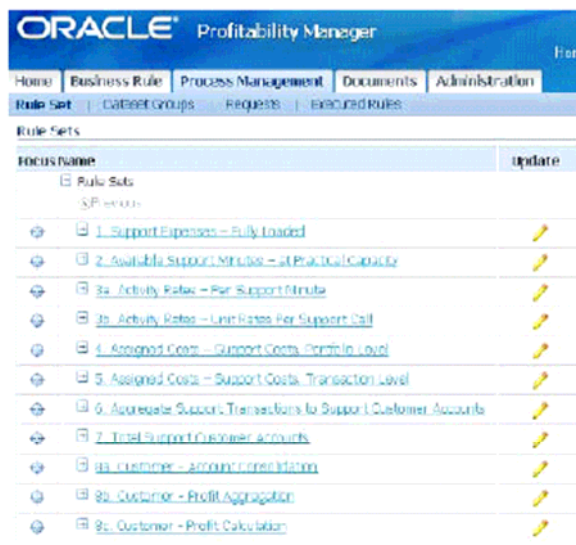 ORACLE Profitability Manager
Home Business Rule Process Management Documents Administration
Rule Set | Dataset Groups | Requests | Executed Rules
Rule Sets
Focus Name Update
Rule Sets
Previous
1. Support Expenses – Fully Loaded
2. Available Support Minutes – at Practical Capacity
3a. Activity Rates – Per Support Minute
3b. Activity Rates – Unit Rates Per Support Call
4. Assigned Costs – Support Costs, Portfolio Level
5. Assigned Costs – Support Costs, Transaction Level
6. Aggregate Support Transactions to Support Customer Accounts
7. Total Support Customer Accounts
8a. Customer - Account Consolidation
8b. Customer - Profit Aggregation
8c. Customer - Profit Calculation